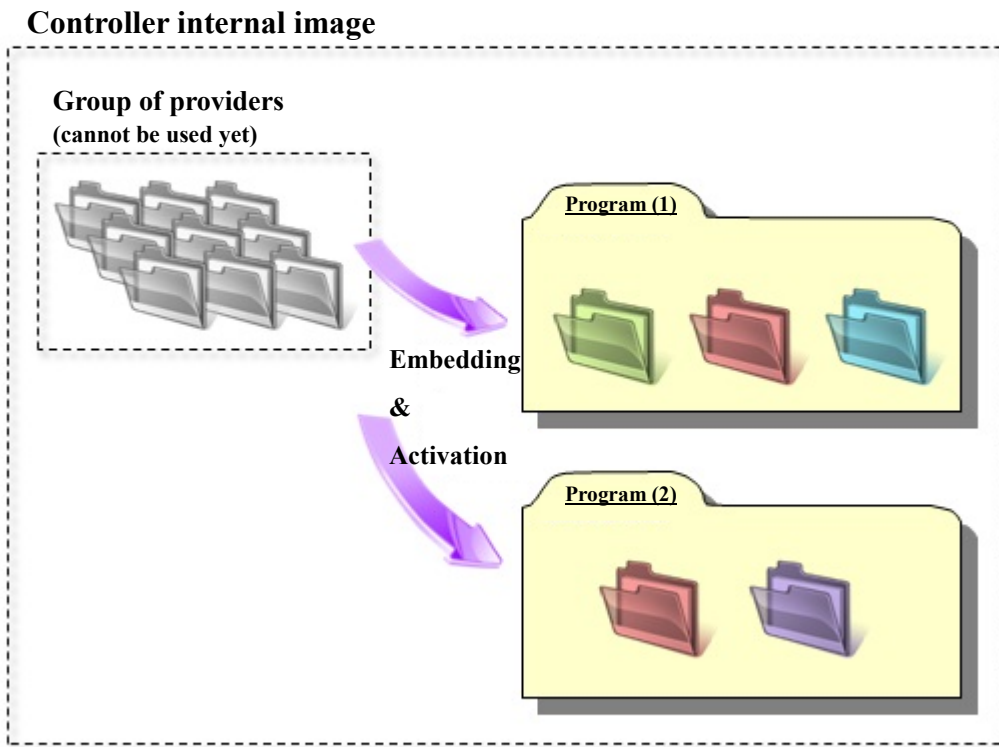 Controller internal image
Group of providers
(cannot be used yet)
Program (1)
Embedding
&
Activation
Program (2)